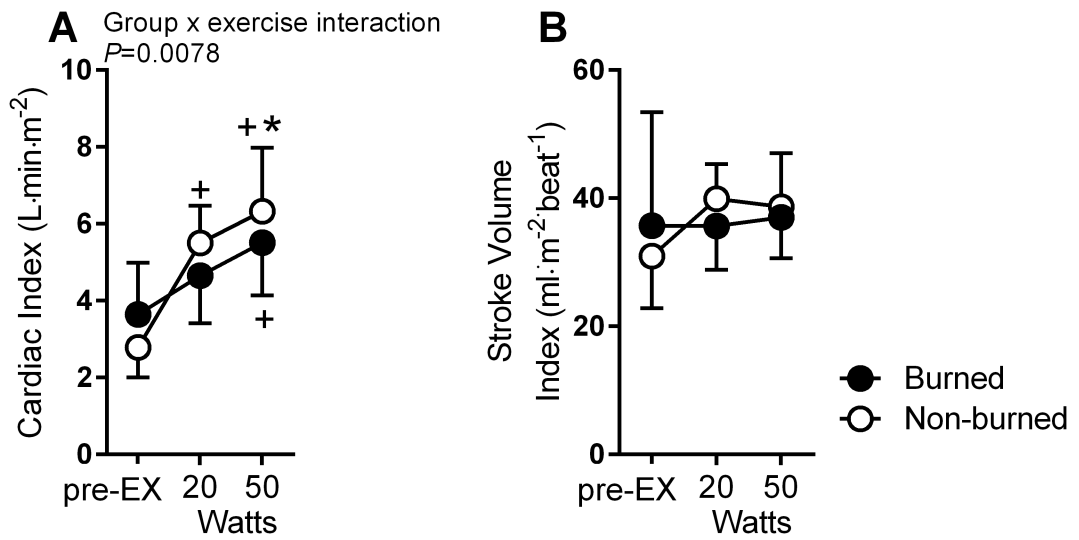 A
Group x exercise interaction
P=0.0078
Cardiac Index (L·min·m-2)
10
8
6
4
2
0
+ *
+
+
pre-EX 20 50
Watts
B
Stroke Volume
Index (ml·m-2·beat-1)
60
40
20
0
pre-EX 20 50
Watts
Burned
Non-burned